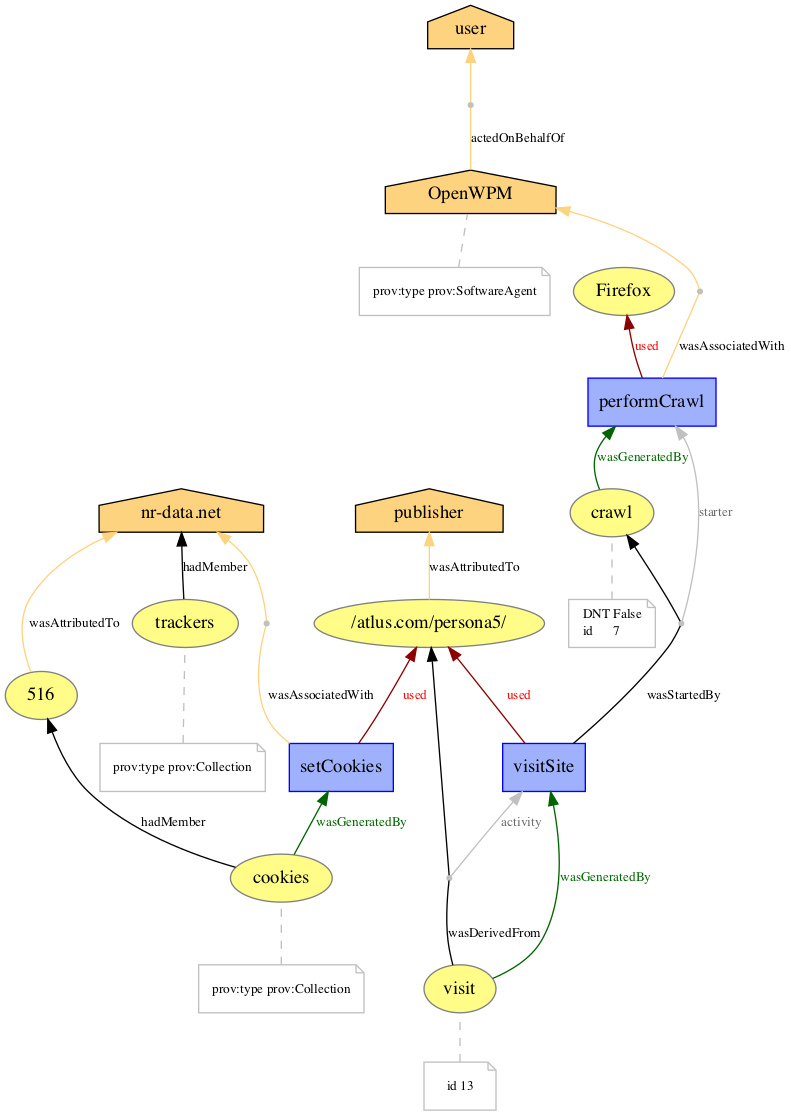 user
actedOnBehalfOf
OpenWPM
prov:type prov:SoftwareAgent
Firefox
used
wasAssociatedWith
performCrawl
wasGeneratedBy
nr-data.net
publisher
crawl
starter
hadMember
wasAttributedTo
DNT False
id 7
wasAttributedTo
trackers
/atlus.com/persona5/
516
wasAssociatedWith
used
used
wasStartedBy
prov:type prov:Collection
setCookies
visitSite
hadMember
wasGeneratedBy
activity
cookies
wasGeneratedBy
wasDerivedFrom
prov:type prov:Collection
visit
id 13